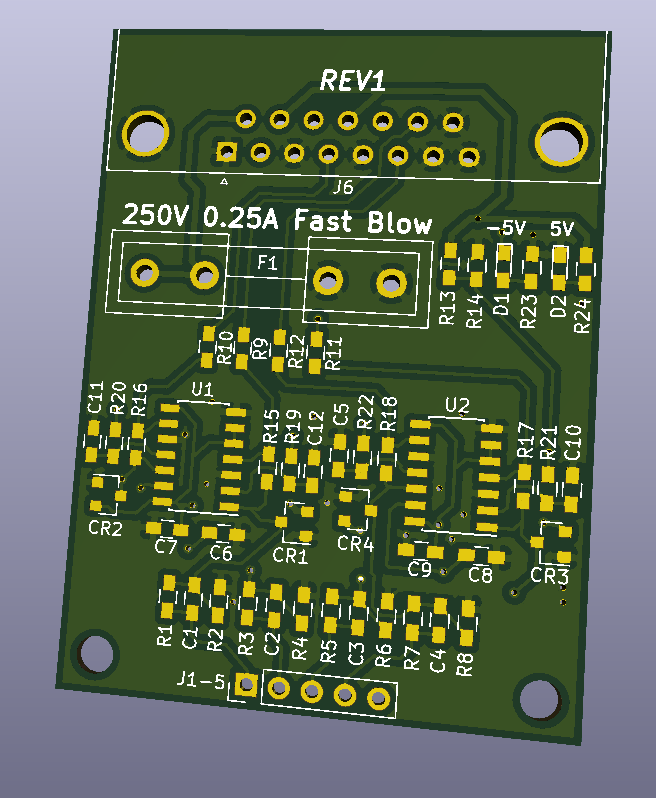 REV1
J6
250V 0.25A Fast Blow
-5V 5V
F1
R13 R14 D1 R23 D2 R24
R10 R9 R12 R11
C11 R20 R16 U1 R15 R19 C12 C5 R22 R18 U2 R17 R21 C10
CR2 C7 C6 CR1 CR4 C9 C8 CR3
R1 C1 R2 R3 C2 R4 R5 C3 R6 R7 C4 R8
J1-5